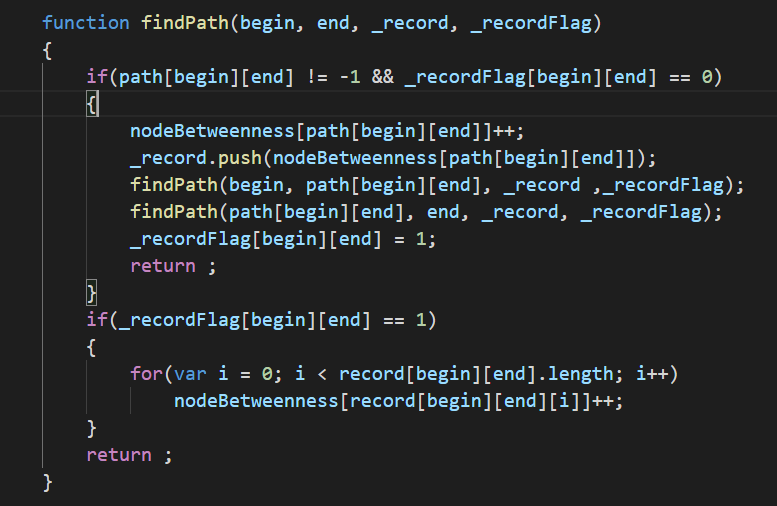 function findPath(begin, end, _record, _recordFlag)
{
    if(path[begin][end] != -1 && _recordFlag[begin][end] == 0)
    {
        nodeBetweenness[path[begin][end]]++;
        _record.push(nodeBetweenness[path[begin][end]]);
        findPath(begin, path[begin][end], _record ,_recordFlag);
        findPath(path[begin][end], end, _record, _recordFlag);
        _recordFlag[begin][end] = 1;
        return ;
    }
    if(_recordFlag[begin][end] == 1)
    {
        for(var i = 0; i < record[begin][end].length; i++)
            nodeBetweenness[record[begin][end][i]]++;
    }
    return ;
}